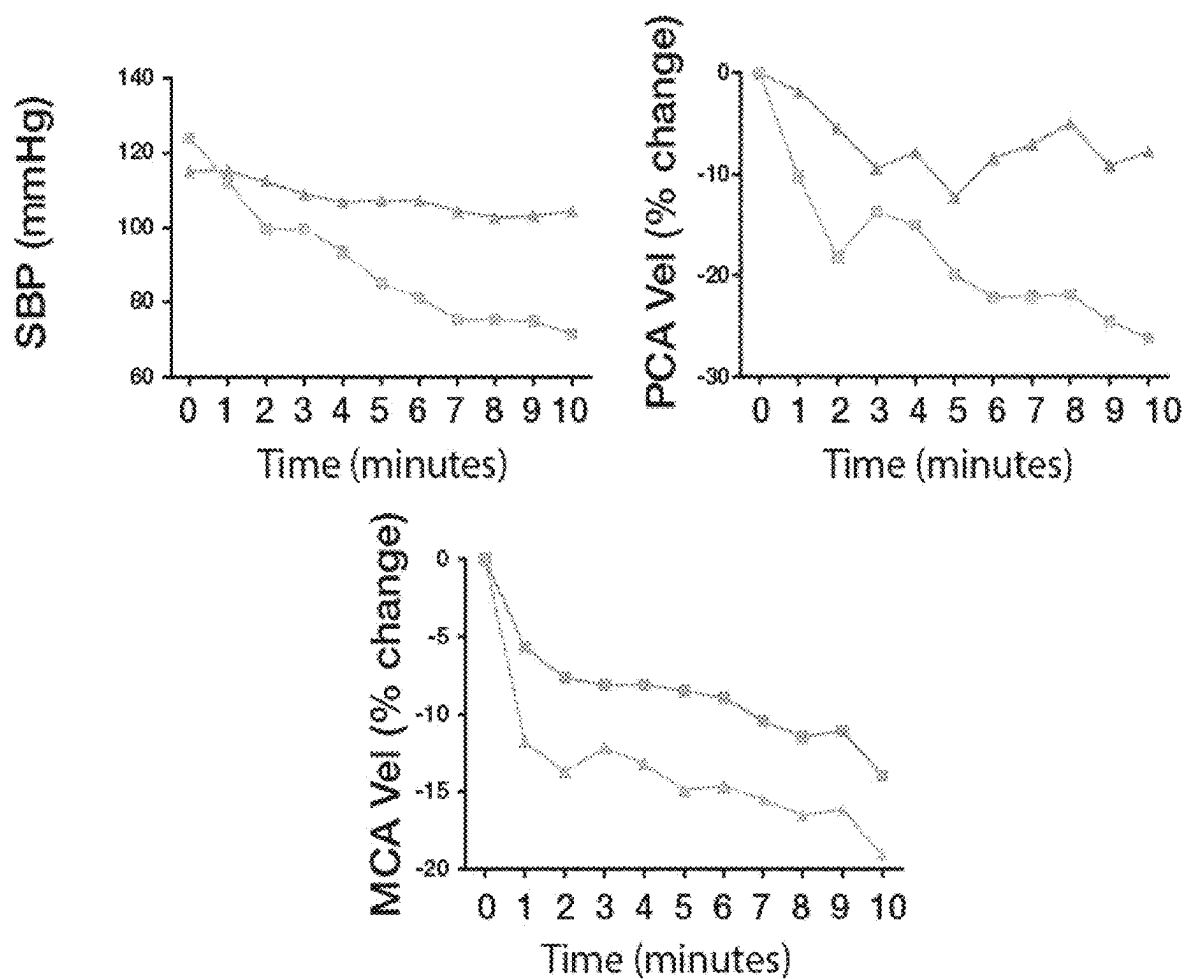 SBP (mmHg)
140
120
100
80
60
0 1 2 3 4 5 6 7 8 9 10
Time (minutes)
PCA Vel (% change)
0
-10
-20
-30
0 1 2 3 4 5 6 7 8 9 10
Time (minutes)
MCA Vel (% change)
0
-5
-10
-15
-20
0 1 2 3 4 5 6 7 8 9 10
Time (minutes)